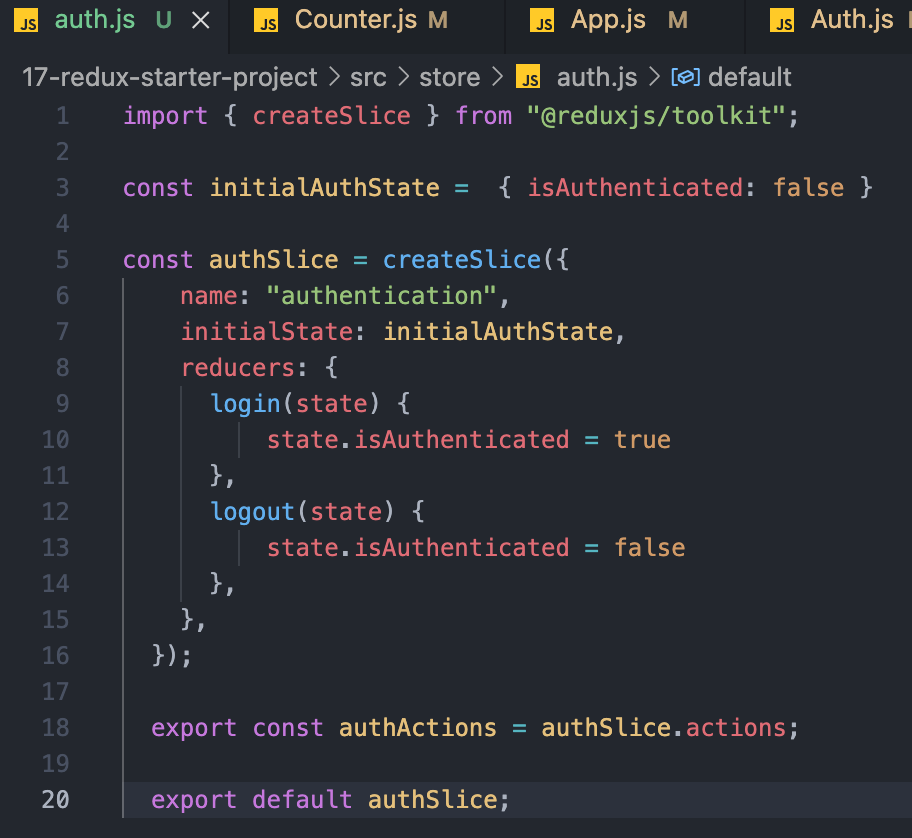 JS auth.js U × JS Counter.js M JS App.js M JS Auth.js
17-redux-starter-project > src > store > JS auth.js > default
1 import { createSlice } from "@reduxjs/toolkit";
2
3 const initialAuthState =  { isAuthenticated: false }
4
5 const authSlice = createSlice({
6     name: "authentication",
7     initialState: initialAuthState,
8     reducers: {
9       login(state) {
10           state.isAuthenticated = true
11       },
12       logout(state) {
13           state.isAuthenticated = false
14       },
15     },
16   });
17
18   export const authActions = authSlice.actions;
19
20   export default authSlice;